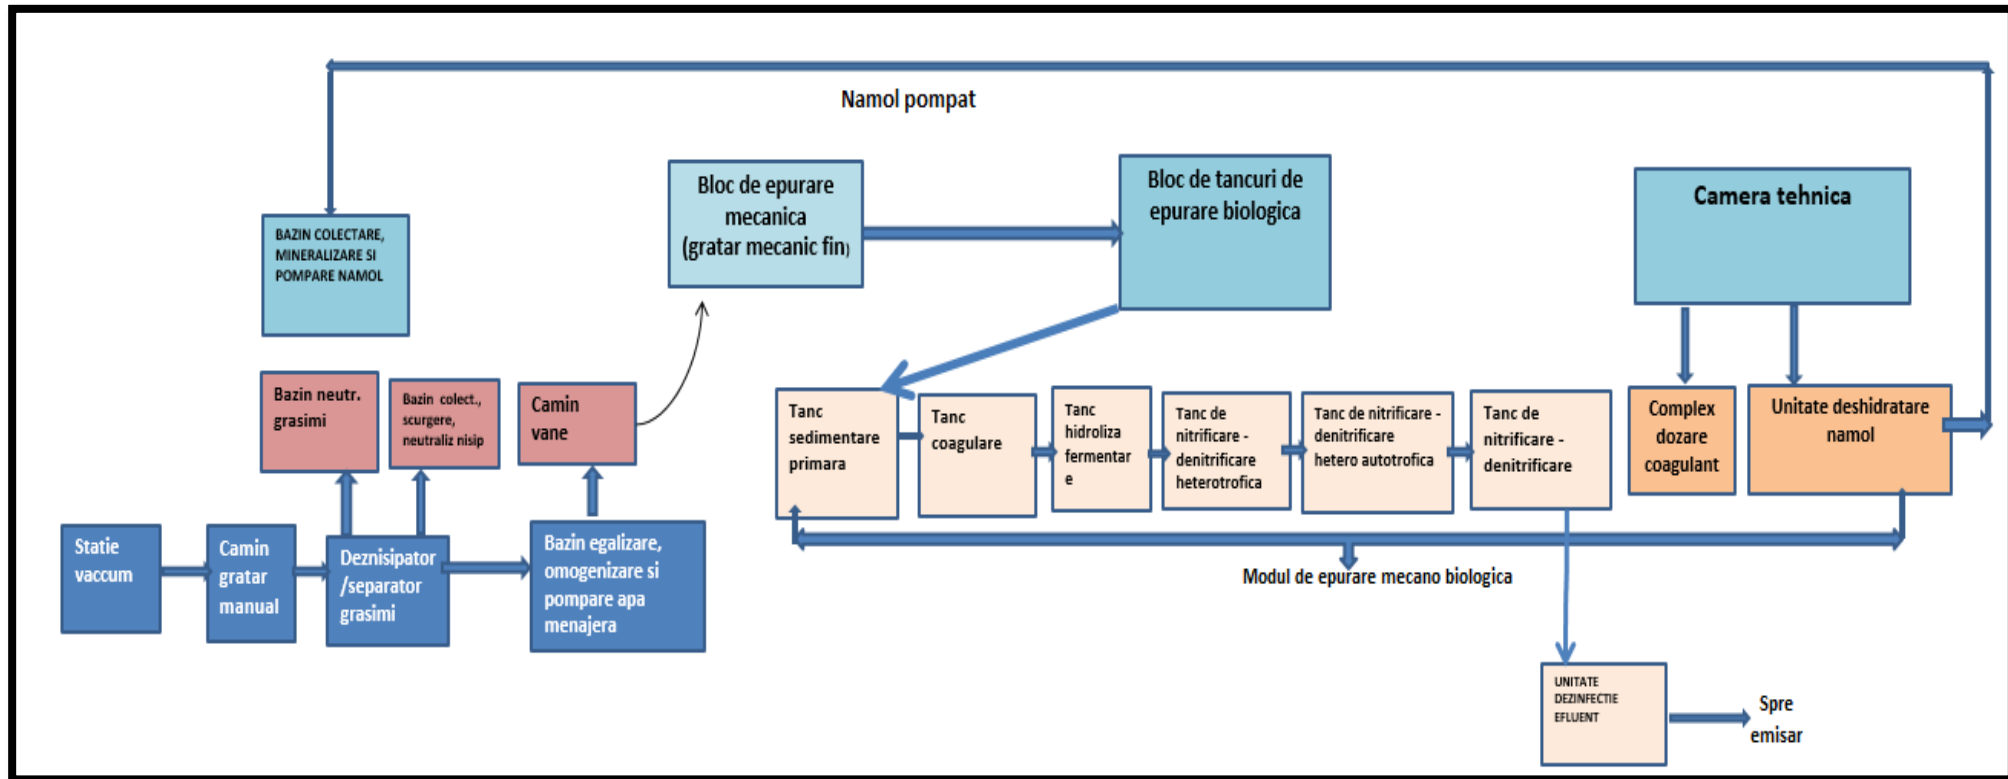 Namol pompat
Bloc de epurare
mecanica
(gratar mecanic fin)
Bloc de tancuri de
epurare biologica
Camera tehnica
BAZIN COLECTARE,
MINERALIZARE SI
POMPARE NAMOL
Bazin neutr.
grasimi
Bazin colect.,
scurgere,
neutraliz nisip
Camin
vane
Tanc
sedimentare
primara
Tanc
coagulare
Tanc
hidroliza
fermentar
e
Tanc de
nitrificare -
denitrificare
heterotrofica
Tanc de nitrificare -
denitrificare
hetero autotrofica
Tanc de
nitrificare -
denitrificare
Complex
dozare
coagulant
Unitate deshidratare
namol
Statie
vaccum
Camin
gratar
manual
Deznisipator
/separator
grasimi
Bazin egalizare,
omogenizare si
pompare apa
menajera
Modul de epurare mecano biologica
UNITATE
DEZINFECTIE
EFLUENT
Spre
emisar